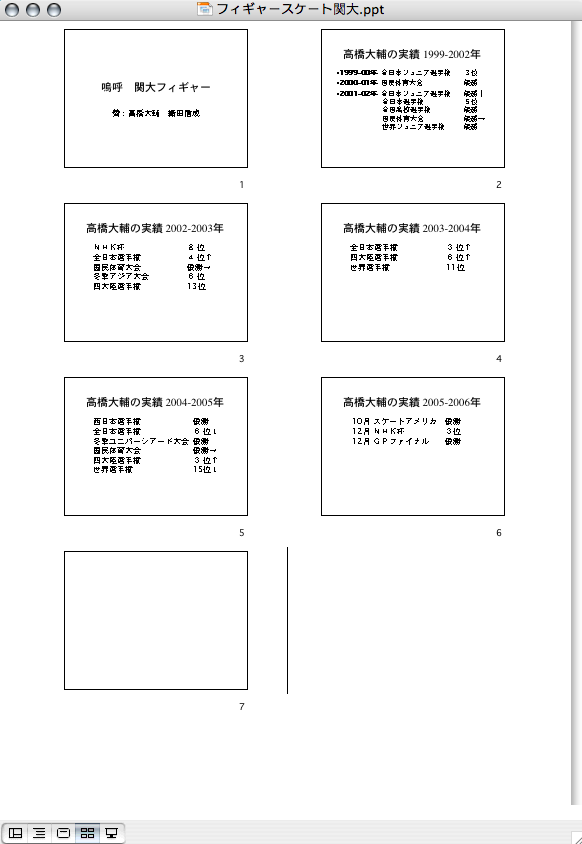 フィギャースケート関大.ppt
嗚呼　関大フィギャー
贊：高橋大輔　織田信成
1
高橋大輔の実績 1999-2002年
•1999-00年 全日本ジュニア選手権 3位
•2000-01年 国民体育大会 優勝
•2001-02年 全日本ジュニア選手権 優勝
全日本選手権 5位
全国高校選手権 優勝
国民体育大会 優勝→
世界ジュニア選手権 優勝
2
高橋大輔の実績 2002-2003年
ＮＨＫ杯 8 位
全日本選手権 4 位↑
国民体育大会 優勝→
冬季アジア大会 6 位
四大陸選手権 13位
3
高橋大輔の実績 2003-2004年
全日本選手権 3 位↑
四大陸選手権 6 位↑
世界選手権 11位
4
高橋大輔の実績 2004-2005年
西日本選手権 優勝
全日本選手権 6 位↓
冬季ユニバーシアード大会 優勝
国民体育大会 優勝→
四大陸選手権 3 位↑
世界選手権 15位↓
5
高橋大輔の実績 2005-2006年
10月 スケートアメリカ 優勝
12月 ＮＨＫ杯 3位
12月 ＧＰファイナル 優勝
6
7